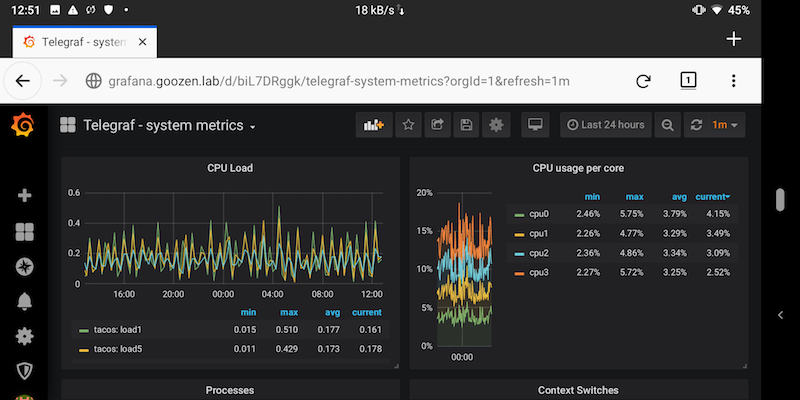 12:51
18 kB/s
45%
Telegraf - system
grafana.goozen.lab/d/biL7DRggk/telegraf-system-metrics?orgId=1&refresh=1m
1
Telegraf - system metrics
Last 24 hours
1m
CPU Load
0.6
0.4
0.2
0
16:00 20:00 00:00 04:00 08:00 12:00
min max avg current
tacos: load1 0.015 0.510 0.177 0.161
tacos: load5 0.011 0.429 0.173 0.178
CPU usage per core
20%
15%
10%
5%
0%
00:00
min max avg current
cpu0 2.46% 5.75% 3.79% 4.15%
cpu1 2.26% 4.77% 3.29% 3.49%
cpu2 2.36% 4.86% 3.34% 3.09%
cpu3 2.27% 5.72% 3.25% 2.52%
Processes
Context Switches